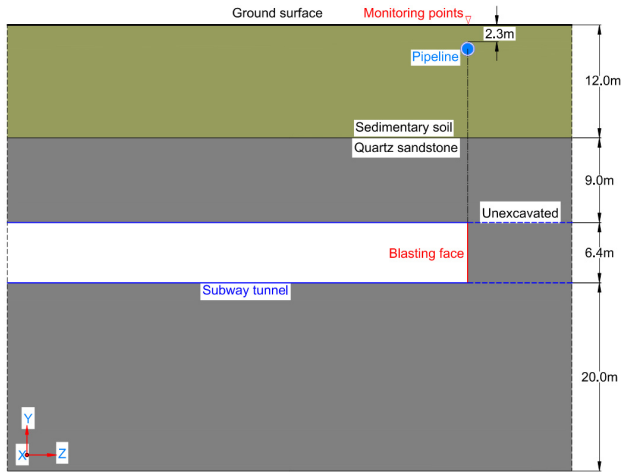 Ground surface
Monitoring points
2.3m
Pipeline
12.0m
Sedimentary soil
Quartz sandstone
9.0m
Unexcavated
Blasting face
6.4m
Subway tunnel
20.0m
Y
X
Z